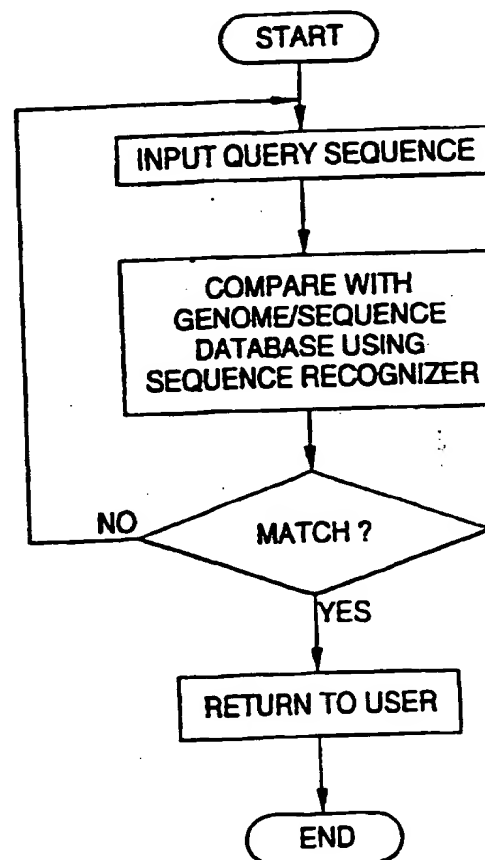 START
INPUT QUERY SEQUENCE
COMPARE WITH
GENOME/SEQUENCE
DATABASE USING
SEQUENCE RECOGNIZER
MATCH ?
NO
YES
RETURN TO USER
END